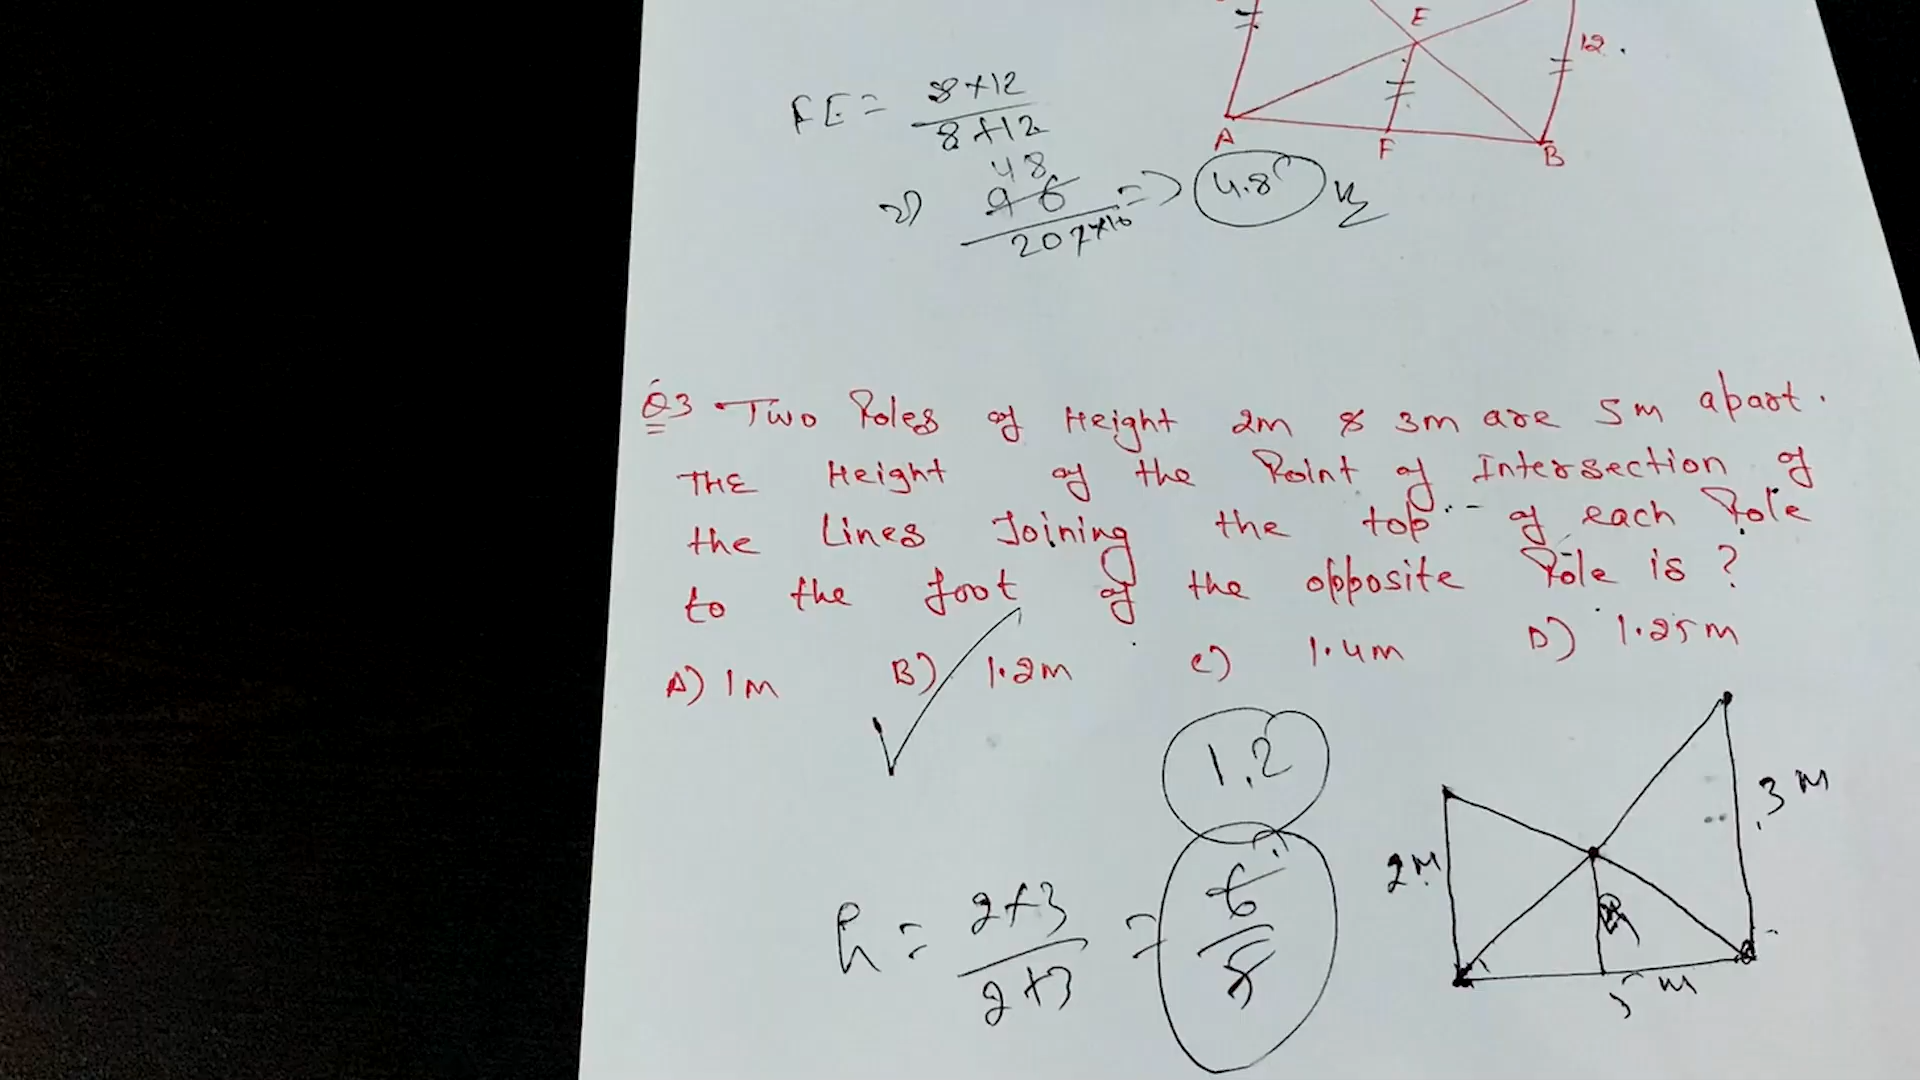 E
12.
FE = 8×12
8+12
A
F
B
48
⇒ 96 ⇒ 4.8
20
Q3 Two Poles of Height 2m & 3m are 5m apart.
THE Height of the Point of Intersection of
the Lines Joining the top of each Pole
to the foot of the opposite Pole is ?
A) 1m B) 1.2m C) 1.4m D) 1.25m
1.2
3m
2m
h = 2×3 = 6
2+3 5
h
5m